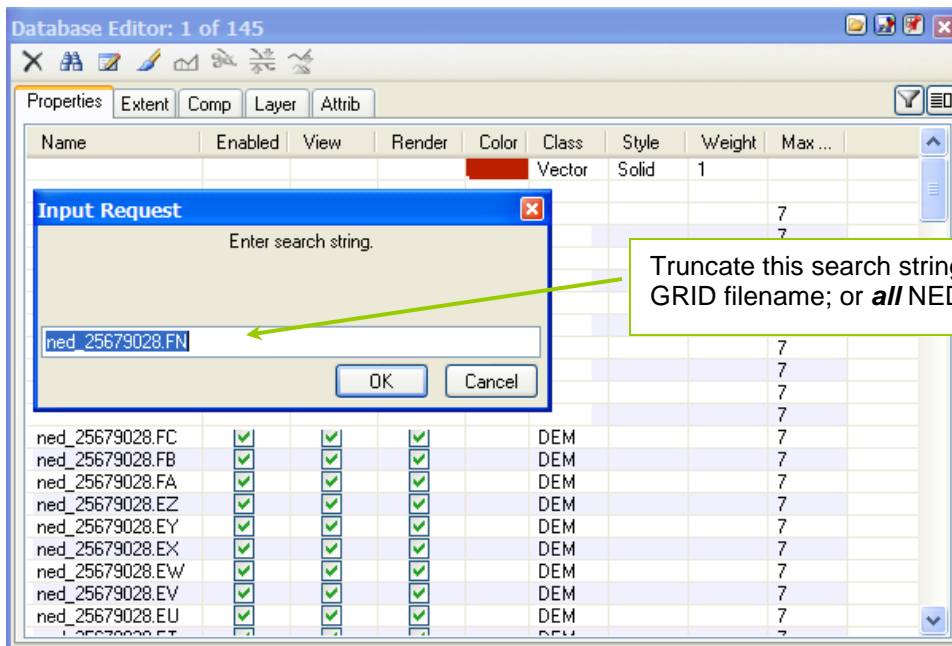 Database Editor: 1 of 145
Properties Extent Comp Layer Attrib
Name Enabled View Render Color Class Style Weight Max ...
Vector Solid 1
Input Request
7
Enter search string.
7
Truncate this search string
GRID filename; or all NED
ned_25679028.FN
7
OK Cancel
7
7
7
ned_25679028.FC DEM 7
ned_25679028.FB DEM 7
ned_25679028.FA DEM 7
ned_25679028.EZ DEM 7
ned_25679028.EY DEM 7
ned_25679028.EX DEM 7
ned_25679028.EW DEM 7
ned_25679028.EV DEM 7
ned_25679028.EU DEM 7